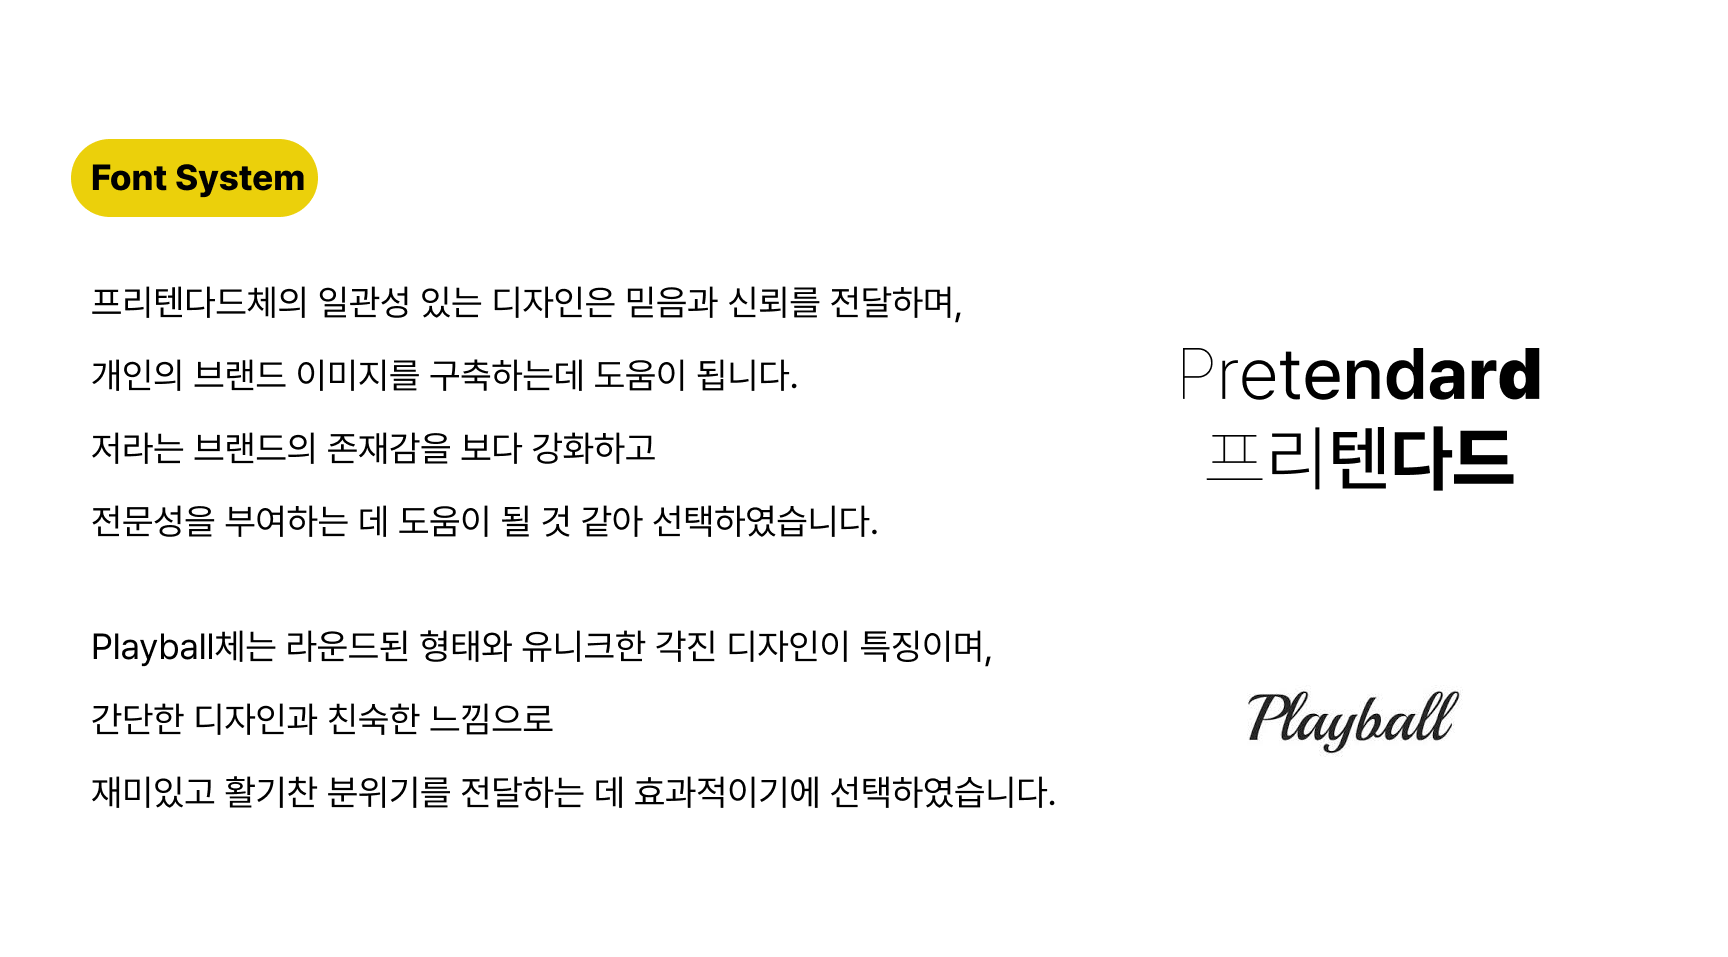 Font System
프리텐다드체의 일관성 있는 디자인은 믿음과 신뢰를 전달하며,
개인의 브랜드 이미지를 구축하는데 도움이 됩니다.
저라는 브랜드의 존재감을 보다 강화하고
전문성을 부여하는 데 도움이 될 것 같아 선택하였습니다.
Pretendard
프리텐다드
Playball체는 라운드된 형태와 유니크한 각진 디자인이 특징이며,
간단한 디자인과 친숙한 느낌으로
재미있고 활기찬 분위기를 전달하는 데 효과적이기에 선택하였습니다.
Playball